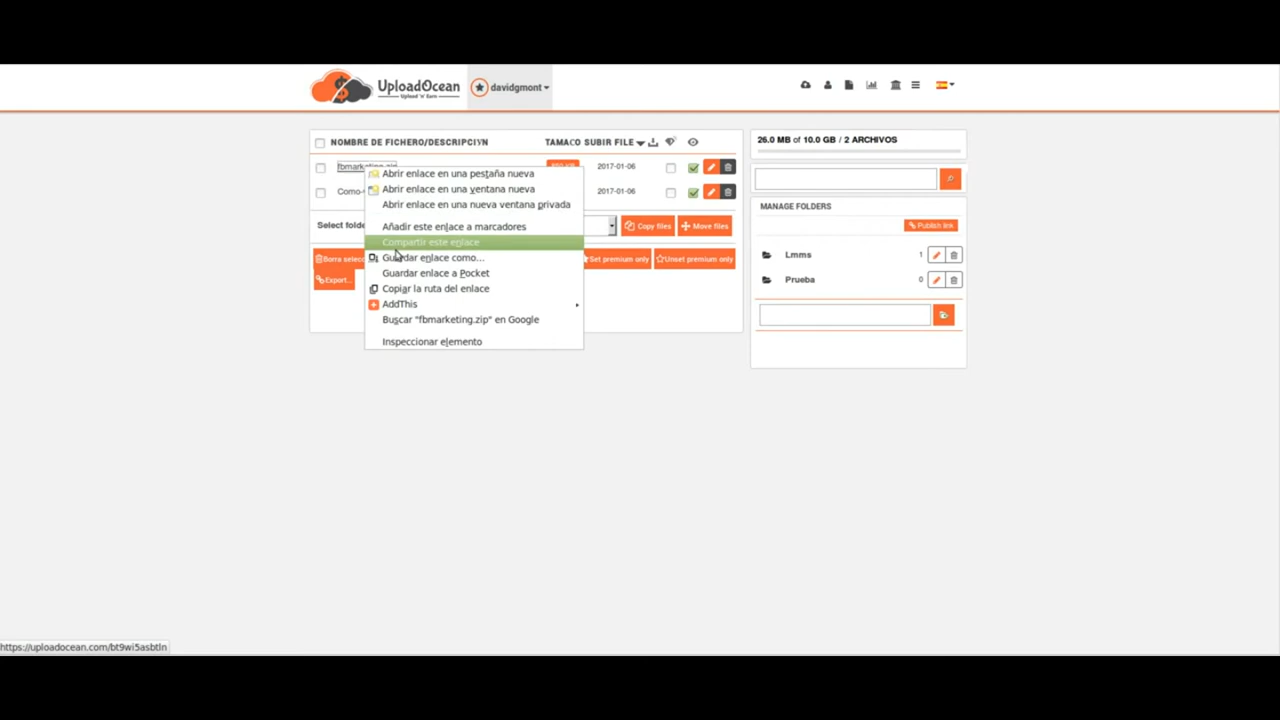 UploadOcean
Upload 'n' Earn
davidgmont
NOMBRE DE FICHERO/DESCRIPCIÝN
TAMAСO SUBIR FILE
fbmarketing.zip
2017-01-06
Como-
2017-01-06
Select folde
Copy files
Move files
Borra selecc
Set premium only
Unset premium only
Export...
Abrir enlace en una pestaña nueva
Abrir enlace en una ventana nueva
Abrir enlace en una nueva ventana privada
Añadir este enlace a marcadores
Compartir este enlace
Guardar enlace como...
Guardar enlace a Pocket
Copiar la ruta del enlace
AddThis
Buscar "fbmarketing.zip" en Google
Inspeccionar elemento
26.0 MB of 10.0 GB / 2 ARCHIVOS
MANAGE FOLDERS
Publish link
Lmms 1
Prueba 0
https://uploadocean.com/bt9wi5asbtln